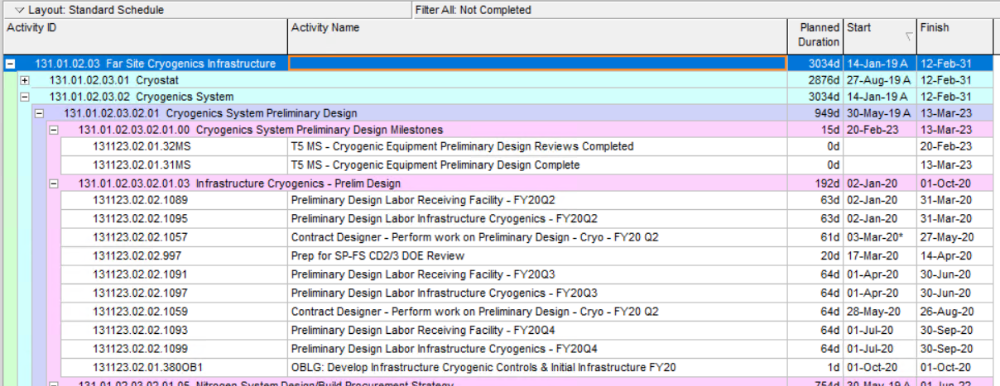 Layout: Standard Schedule Filter All: Not Completed
Activity ID Activity Name Planned Duration Start Finish
131.01.02.03 Far Site Cryogenics Infrastructure 3034d 14-Jan-19 A 12-Feb-31
131.01.02.03.01 Cryostat 2876d 27-Aug-19 A 12-Feb-31
131.01.02.03.02 Cryogenics System 3034d 14-Jan-19 A 12-Feb-31
131.01.02.03.02.01 Cryogenics System Preliminary Design 949d 30-May-19 A 13-Mar-23
131.01.02.03.02.01.00 Cryogenics System Preliminary Design Milestones 15d 20-Feb-23 13-Mar-23
131123.02.01.32MS T5 MS - Cryogenic Equipment Preliminary Design Reviews Completed 0d 20-Feb-23
131123.02.01.31MS T5 MS - Cryogenic Equipment Preliminary Design Complete 0d 13-Mar-23
131.01.02.03.02.01.03 Infrastructure Cryogenics - Prelim Design 192d 02-Jan-20 01-Oct-20
131123.02.02.1089 Preliminary Design Labor Receiving Facility - FY20Q2 63d 02-Jan-20 31-Mar-20
131123.02.02.1095 Preliminary Design Labor Infrastructure Cryogenics - FY20Q2 63d 02-Jan-20 31-Mar-20
131123.02.02.1057 Contract Designer - Perform work on Preliminary Design - Cryo - FY20 Q2 61d 03-Mar-20* 27-May-20
131123.02.02.997 Prep for SP-FS CD2/3 DOE Review 20d 17-Mar-20 14-Apr-20
131123.02.02.1091 Preliminary Design Labor Receiving Facility - FY20Q3 64d 01-Apr-20 30-Jun-20
131123.02.02.1097 Preliminary Design Labor Infrastructure Cryogenics - FY20Q3 64d 01-Apr-20 30-Jun-20
131123.02.02.1059 Contract Designer - Perform work on Preliminary Design - Cryo - FY20 Q2 64d 28-May-20 26-Aug-20
131123.02.02.1093 Preliminary Design Labor Receiving Facility - FY20Q4 64d 01-Jul-20 30-Sep-20
131123.02.02.1099 Preliminary Design Labor Infrastructure Cryogenics - FY20Q4 64d 01-Jul-20 30-Sep-20
131123.02.01.380OB1 OBLG: Develop Infrastructure Cryogenic Controls & Initial Infrastructure FY20 1d 01-Oct-20 01-Oct-20
131.01.02.03.02.01.05 Nitrogen System Design/Build Procurement Strategy 754d 30-May-19 A 01-Jun-22